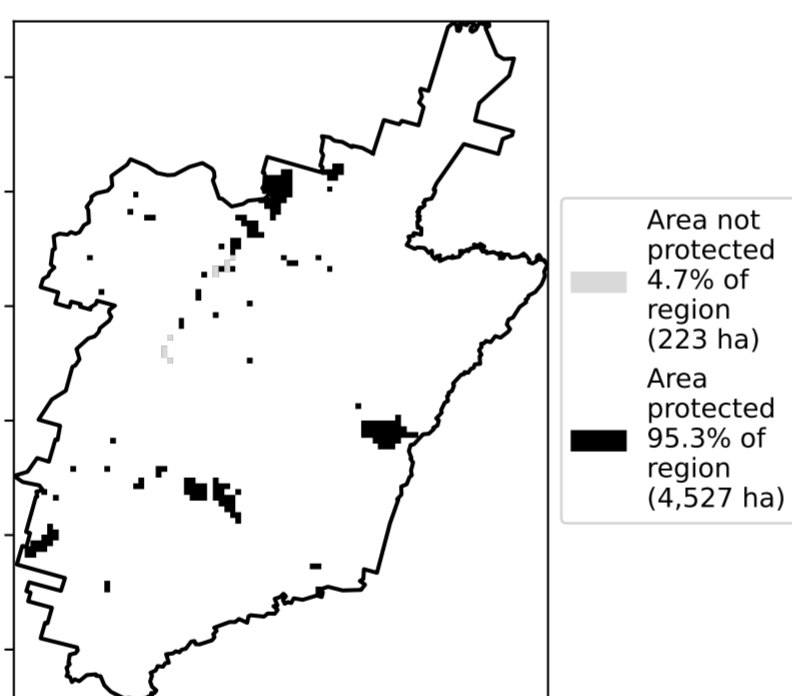 Area not
protected
4.7% of
region
(223 ha)
Area
protected
95.3% of
region
(4,527 ha)